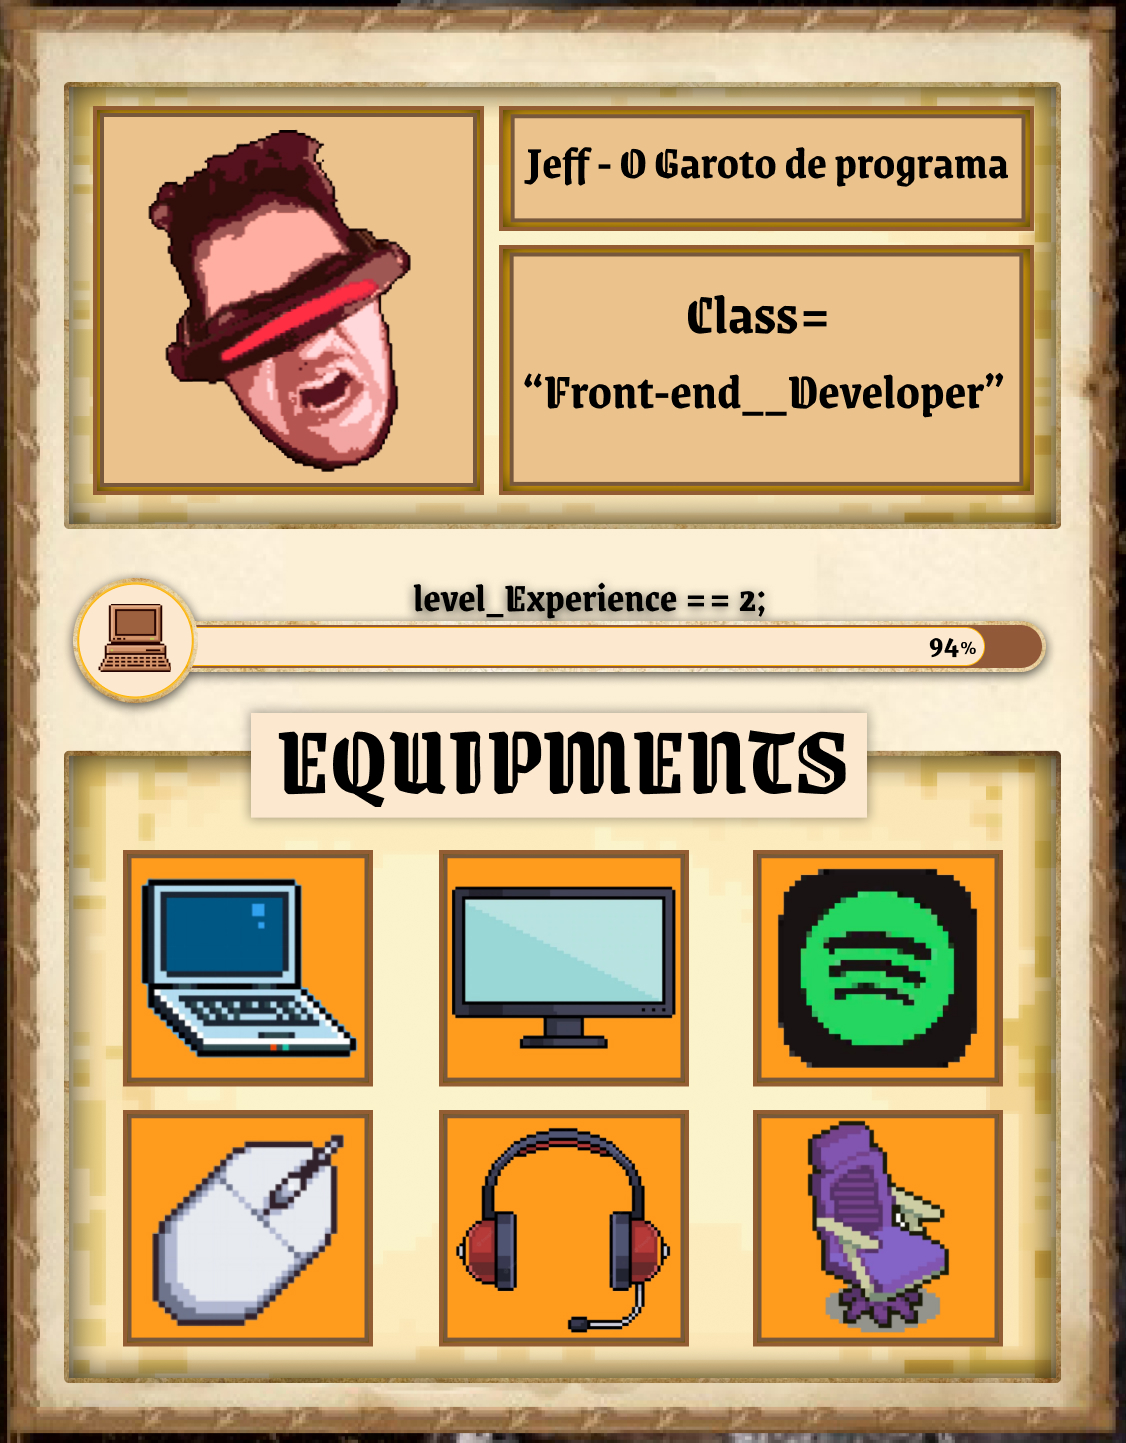 Jeff - O Garoto de programa
Class=
“Front-end__Developer”
level_Experience == 2;
94%
EQUIPMENTS